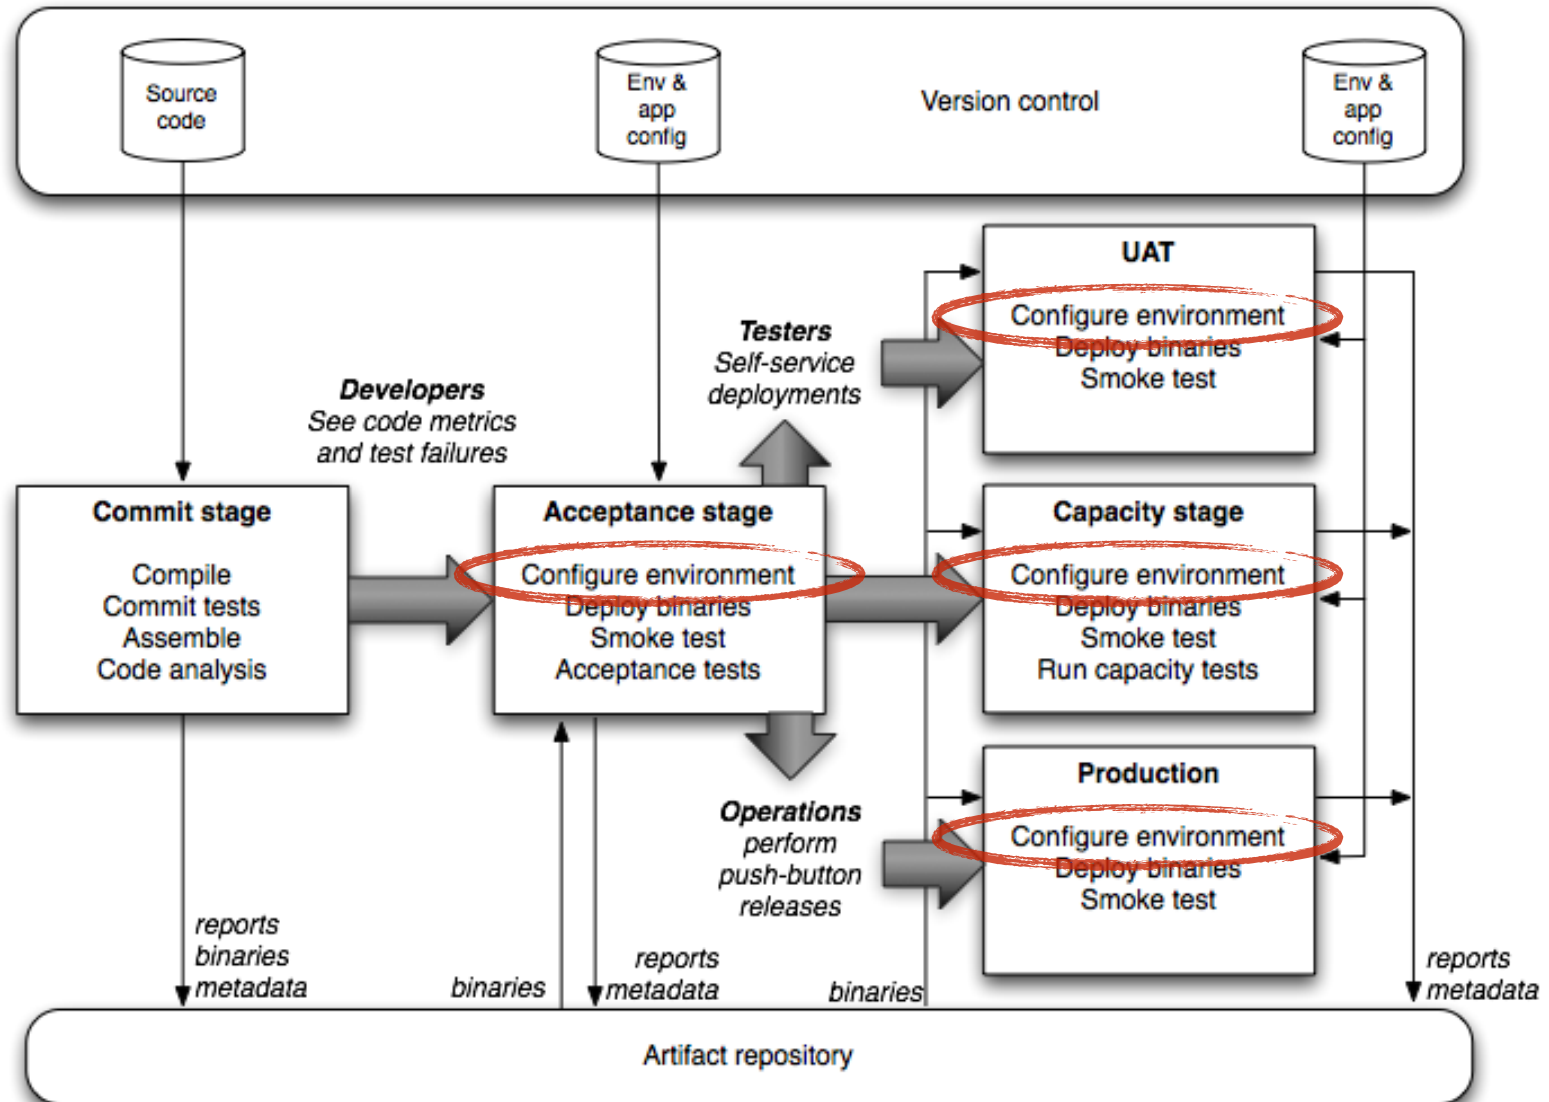 Source
code
Env &
app
config
Version control
Env &
app
config
Developers
See code metrics
and test failures
Testers
Self-service
deployments
UAT
Configure environment
Deploy binaries
Smoke test
Commit stage
Compile
Commit tests
Assemble
Code analysis
Acceptance stage
Configure environment
Deploy binaries
Smoke test
Acceptance tests
Capacity stage
Configure environment
Deploy binaries
Smoke test
Run capacity tests
Operations
perform
push-button
releases
Production
Configure environment
Deploy binaries
Smoke test
reports
binaries
metadata
binaries
reports
metadata
binaries
reports
metadata
Artifact repository